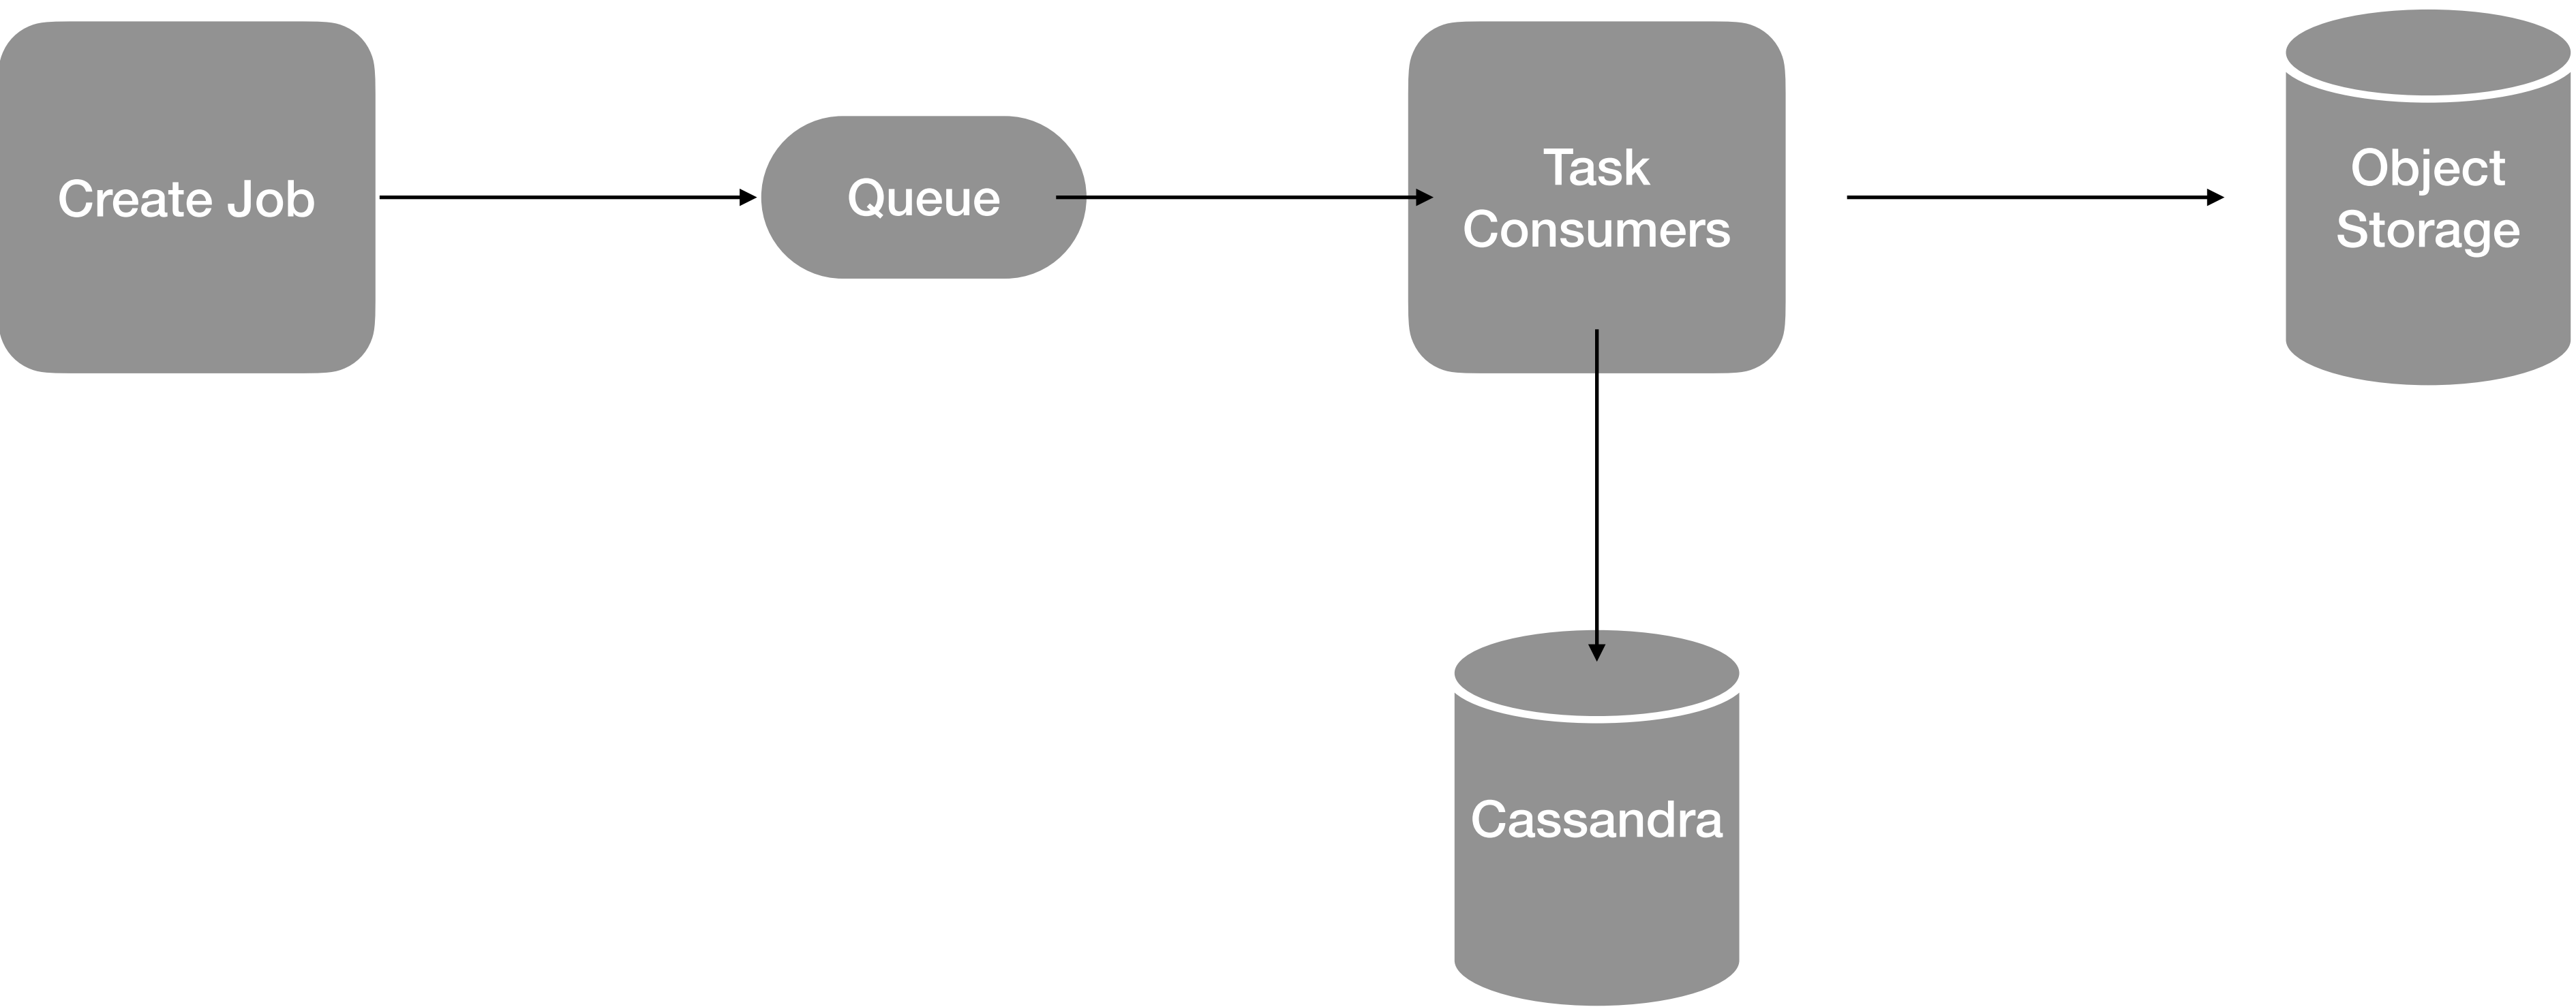 Create Job
Queue
Task
Consumers
Object
Storage
Cassandra